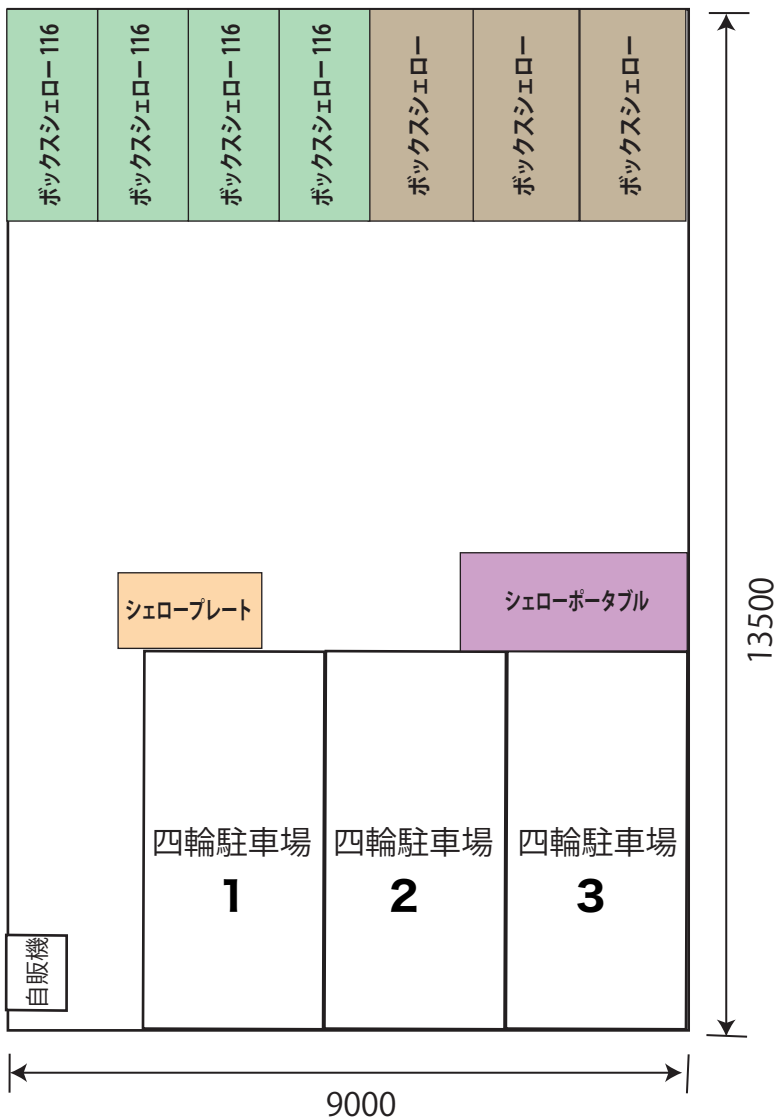 ボックスシェロー116
ボックスシェロー116
ボックスシェロー116
ボックスシェロー116
ボックスシェロー
ボックスシェロー
ボックスシェロー
シェロープレート
シェローポータブル
13500
四輪駐車場
1
四輪駐車場
2
四輪駐車場
3
自販機
9000